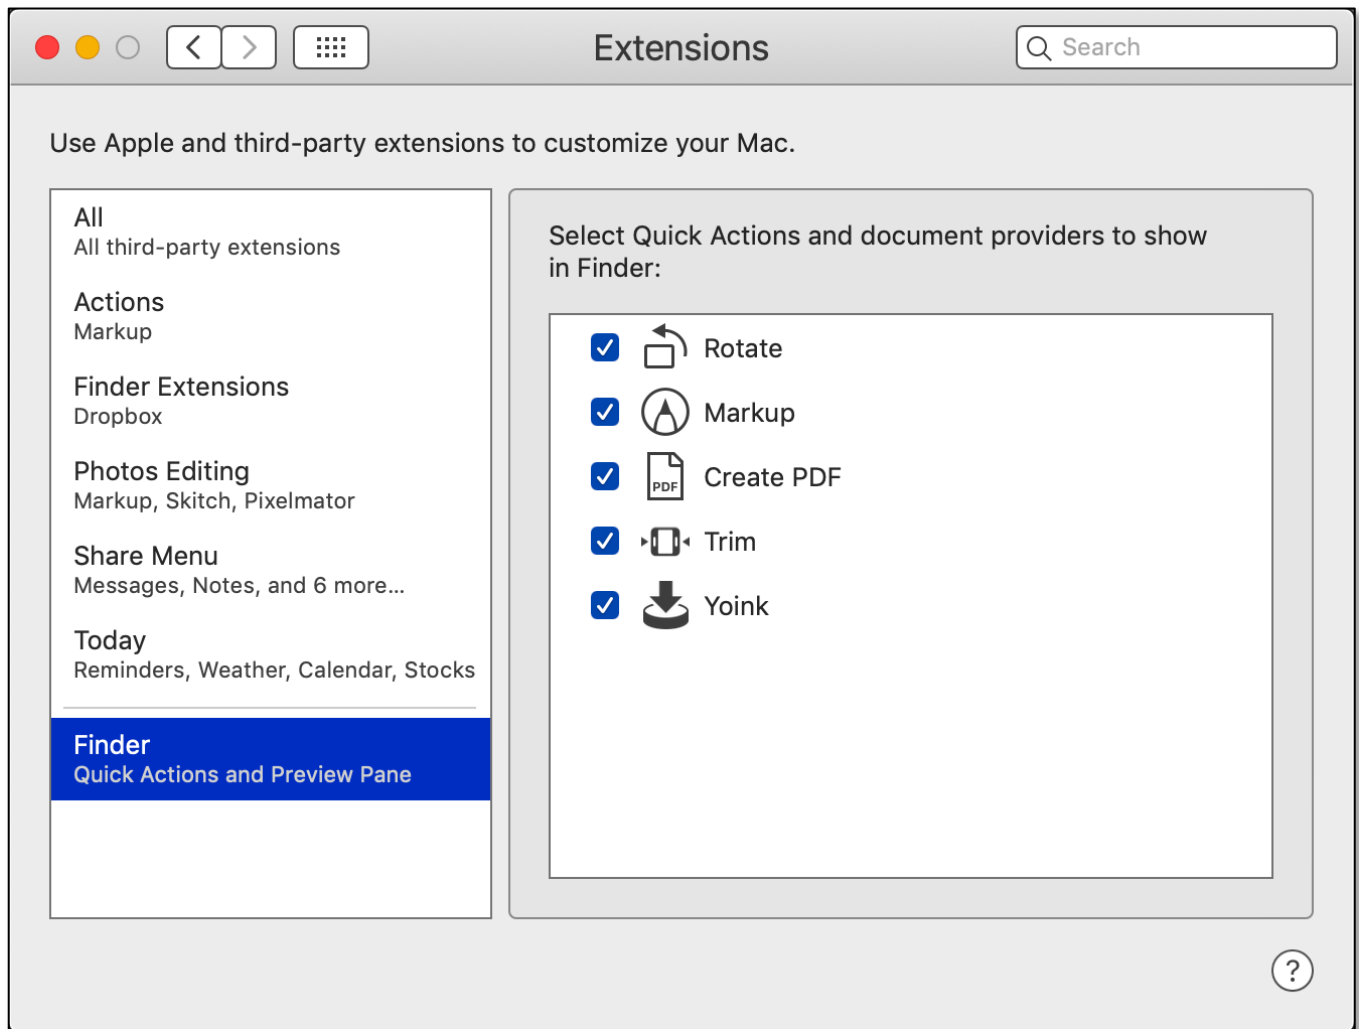 Extensions
Search
Use Apple and third-party extensions to customize your Mac.
All
All third-party extensions
Actions
Markup
Finder Extensions
Dropbox
Photos Editing
Markup, Skitch, Pixelmator
Share Menu
Messages, Notes, and 6 more...
Today
Reminders, Weather, Calendar, Stocks
Finder
Quick Actions and Preview Pane
Select Quick Actions and document providers to show
in Finder:
Rotate
Markup
PDF
Create PDF
Trim
Yoink
?